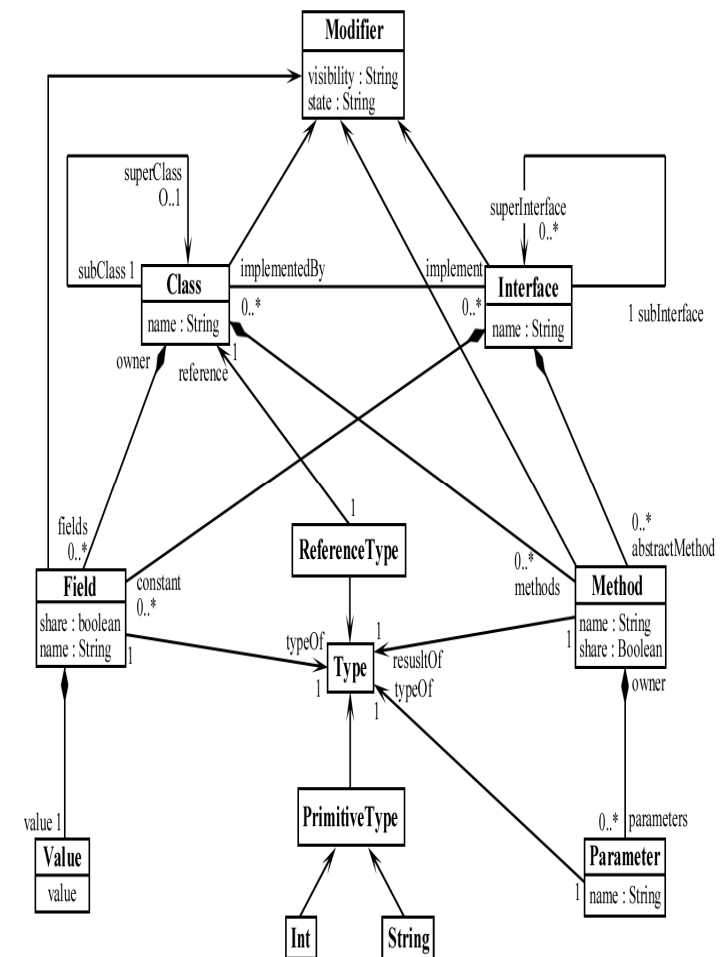 Modifier
visibility : String
state : String
superClass
O..1
superInterface
0..*
subClass 1
implementedBy
implement
Class
Interface
0..*
0..*
1 subInterface
name : String
name : String
owner
1
reference
1
fields
0..*
ReferenceType
0..*
abstractMethod
0..*
methods
Field
constant
0..*
Method
share : boolean
name : String
name : String
share : Boolean
1
typeOf
1
1
Type
resusltOf
1
typeOf
1
owner
PrimitiveType
value 1
0..*
parameters
Value
Parameter
value
1
name : String
Int
String